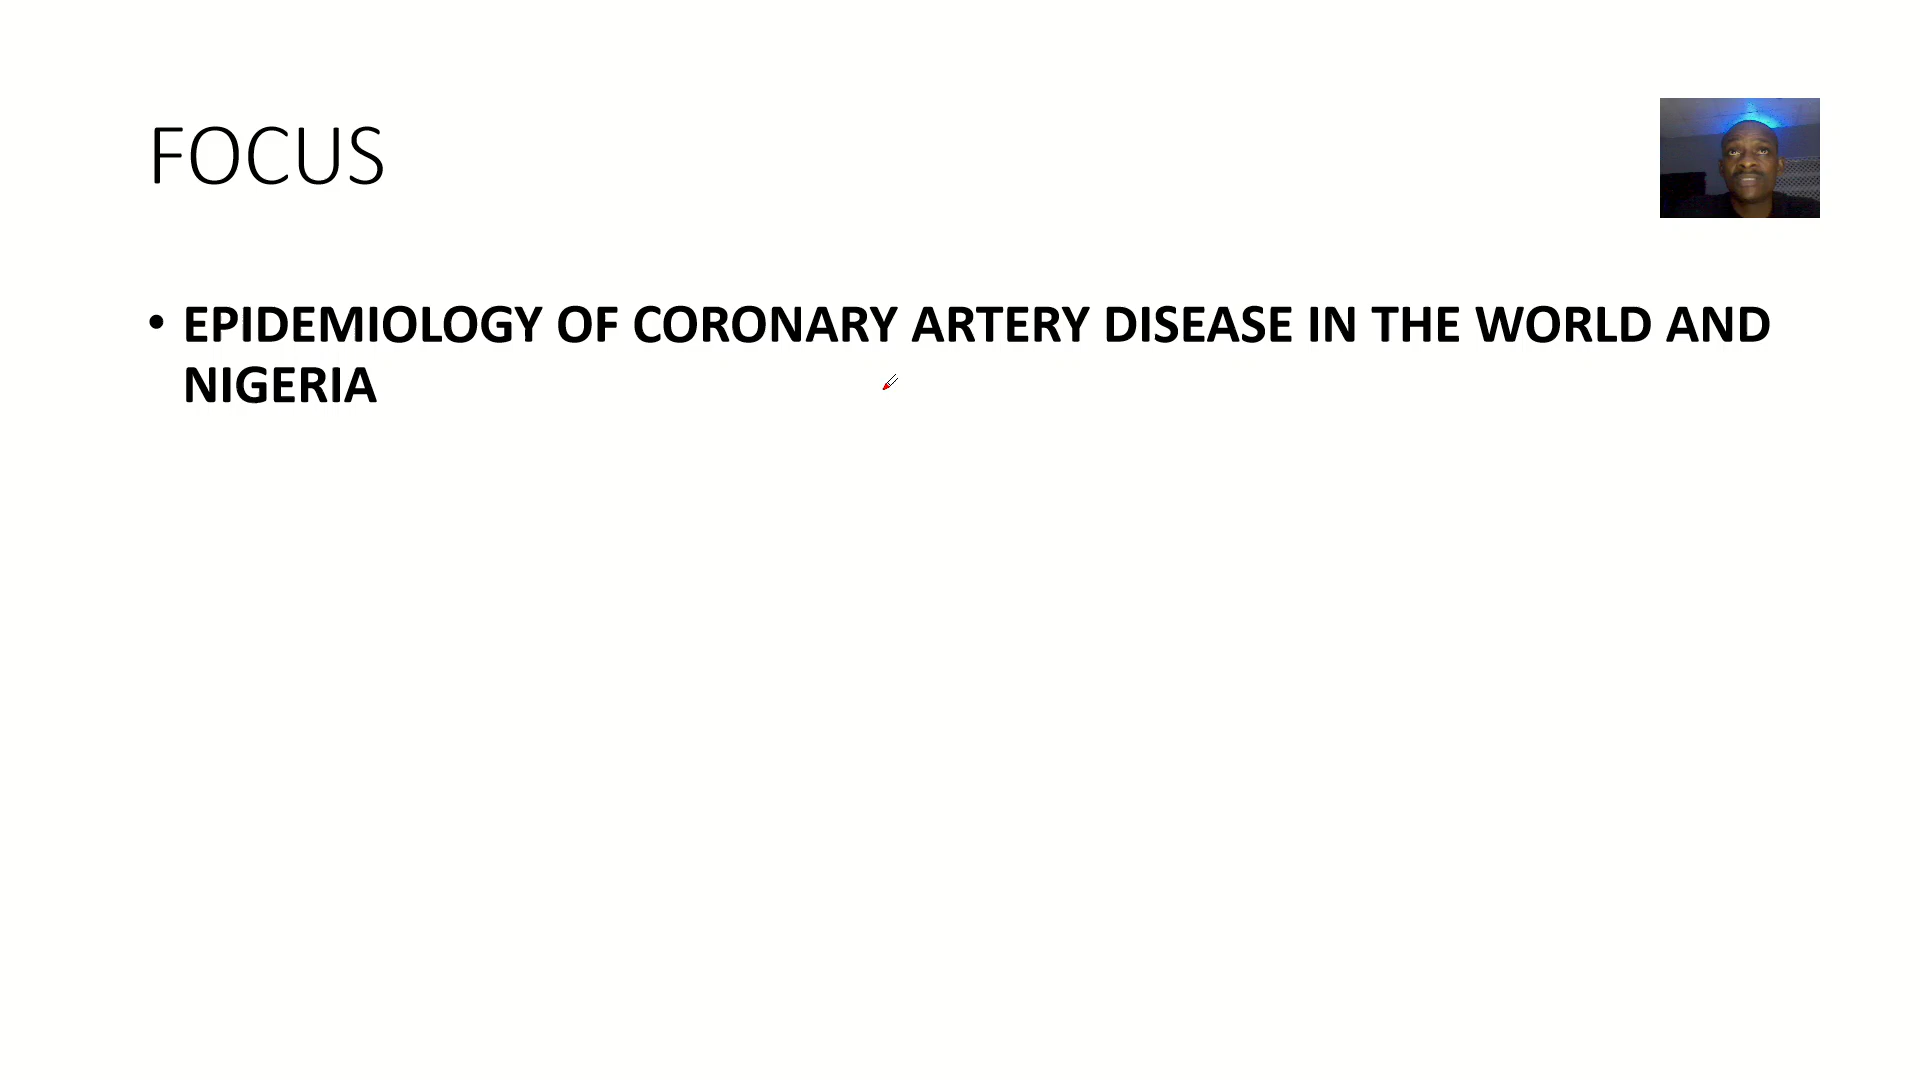 FOCUS
• EPIDEMIOLOGY OF CORONARY ARTERY DISEASE IN THE WORLD AND
NIGERIA